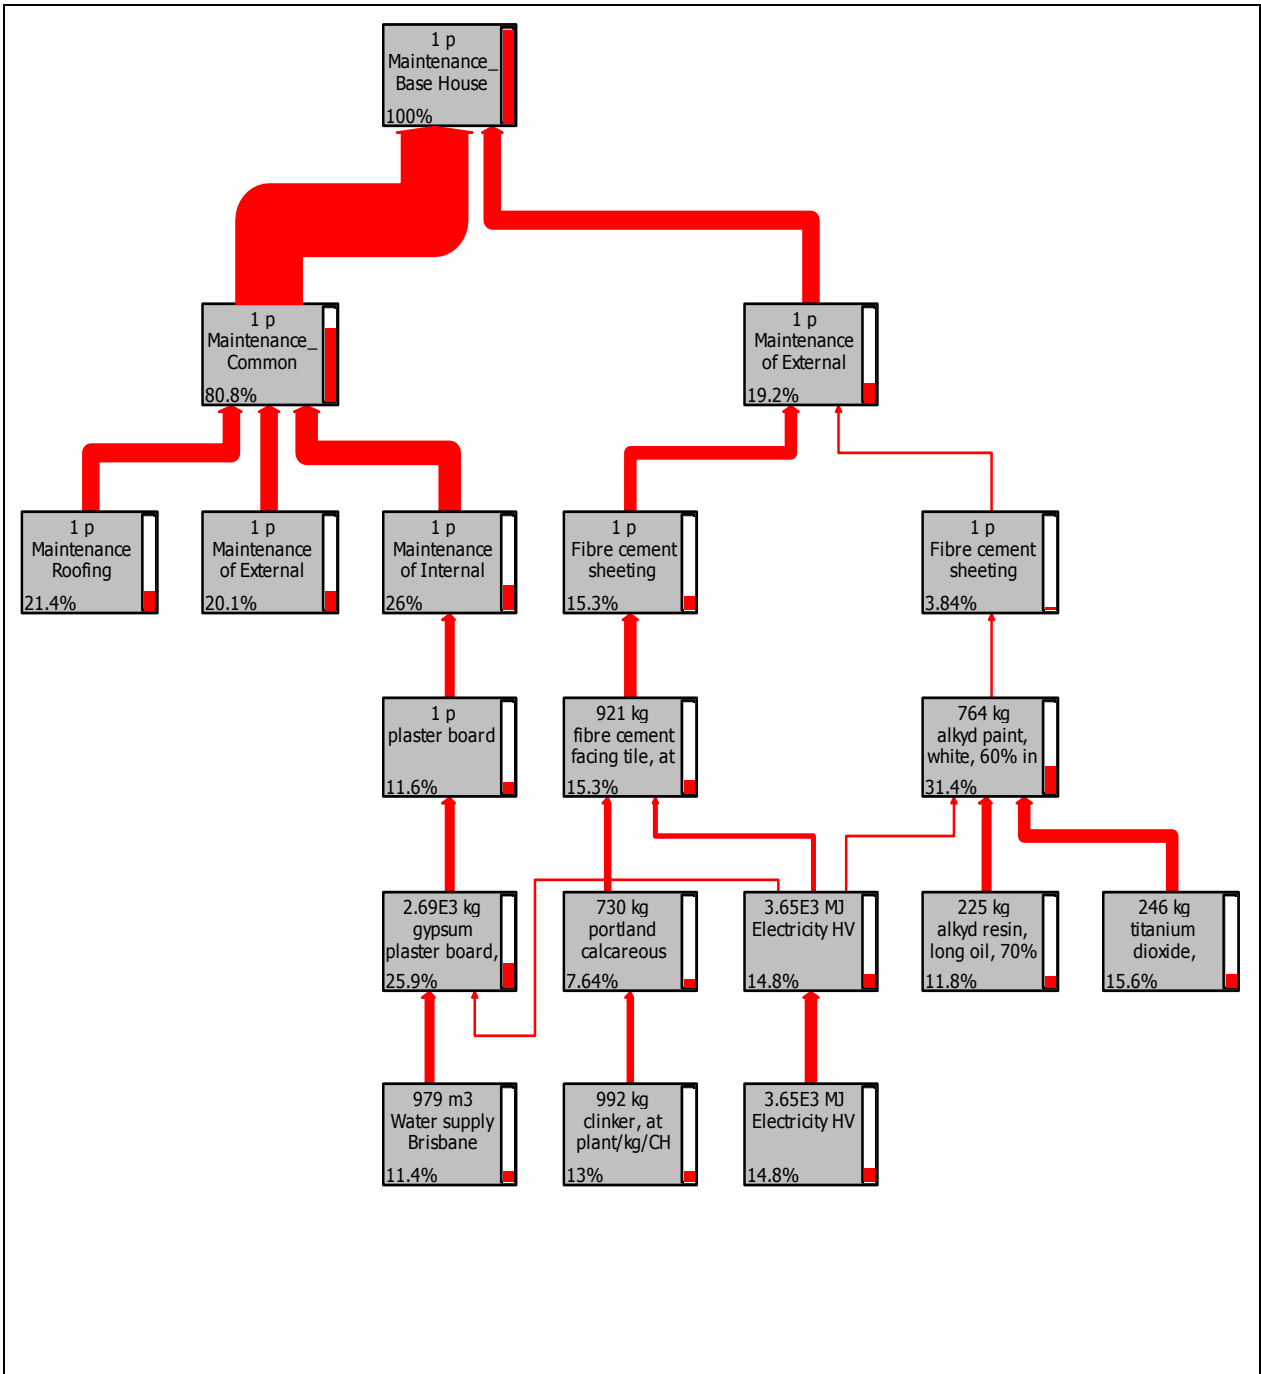 1 p
Maintenance_
Base House
100%
1 p
Maintenance_
Common
80.8%
1 p
Maintenance
of External
19.2%
1 p
Maintenance
Roofing
21.4%
1 p
Maintenance
of External
20.1%
1 p
Maintenance
of Internal
26%
1 p
Fibre cement
sheeting
15.3%
1 p
Fibre cement
sheeting
3.84%
1 p
plaster board
11.6%
921 kg
fibre cement
facing tile, at
15.3%
764 kg
alkyd paint,
white, 60% in
31.4%
2.69E3 kg
gypsum
plaster board,
25.9%
730 kg
portland
calcareous
7.64%
3.65E3 MJ
Electricity HV
14.8%
225 kg
alkyd resin,
long oil, 70%
11.8%
246 kg
titanium
dioxide,
15.6%
979 m3
Water supply
Brisbane
11.4%
992 kg
clinker, at
plant/kg/CH
13%
3.65E3 MJ
Electricity HV
14.8%